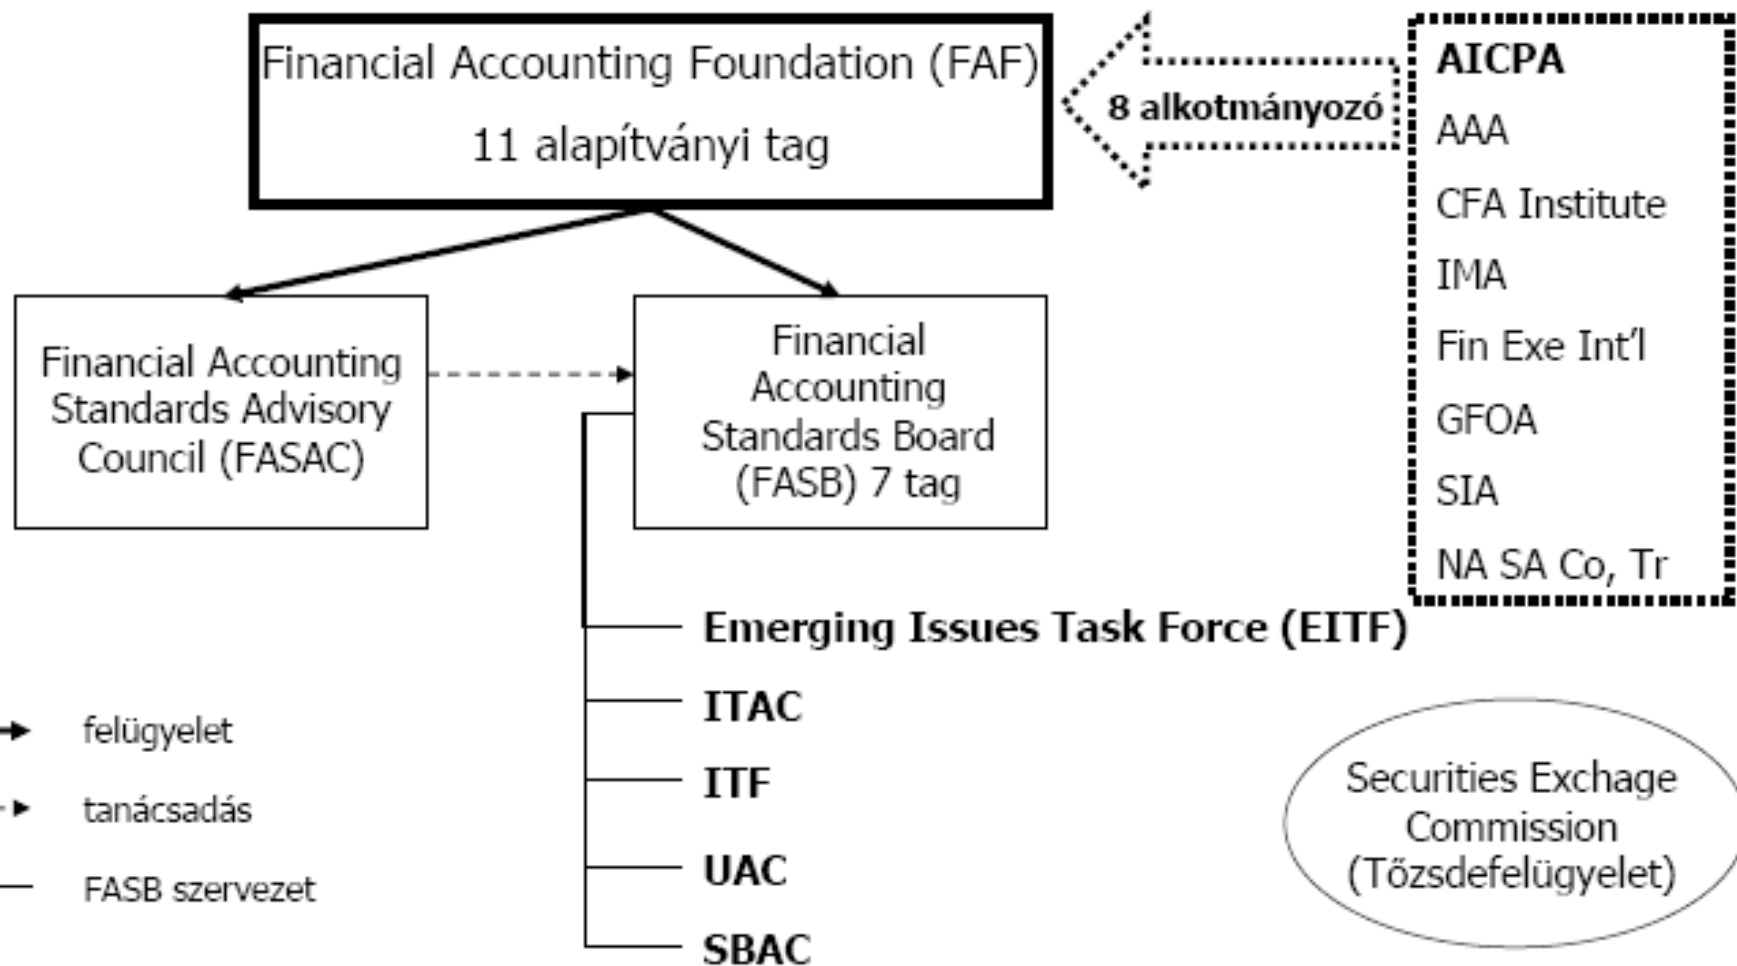 Financial Accounting Foundation (FAF)
11 alapítványi tag
8 alkotmányozó
AICPA
AAA
CFA Institute
IMA
Fin Exe Int'l
GFOA
SIA
NA SA Co, Tr
Financial Accounting
Standards Advisory
Council (FASAC)
Financial
Accounting
Standards Board
(FASB) 7 tag
Emerging Issues Task Force (EITF)
ITAC
ITF
UAC
SBAC
felügyelet
tanácsadás
FASB szervezet
Securities Exchage
Commission
(Tőzsdefelügyelet)